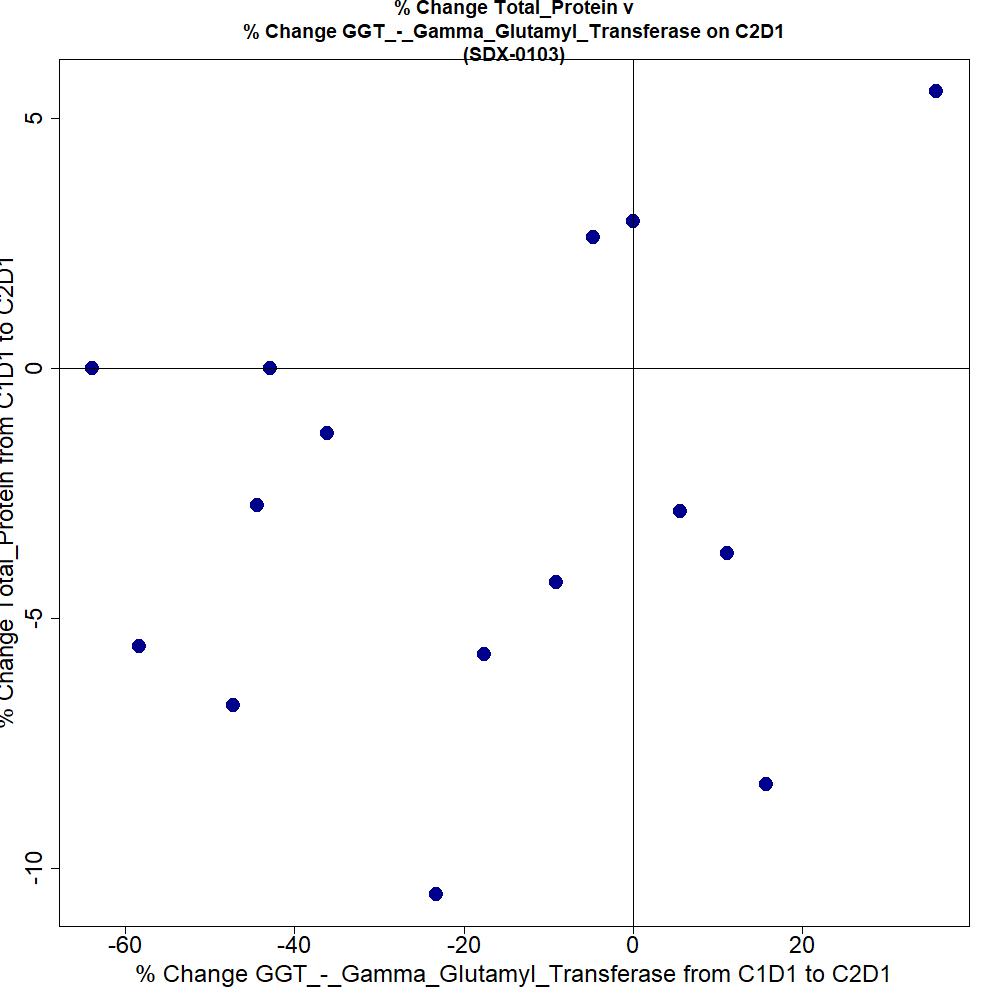 % Change Total_Protein v
% Change GGT_-_Gamma_Glutamyl_Transferase on C2D1
(SDX-0103)
% Change Total_Protein from C1D1 to C2D1
5
0
-5
-10
-60
-40
-20
0
20
% Change GGT_-_Gamma_Glutamyl_Transferase from C1D1 to C2D1